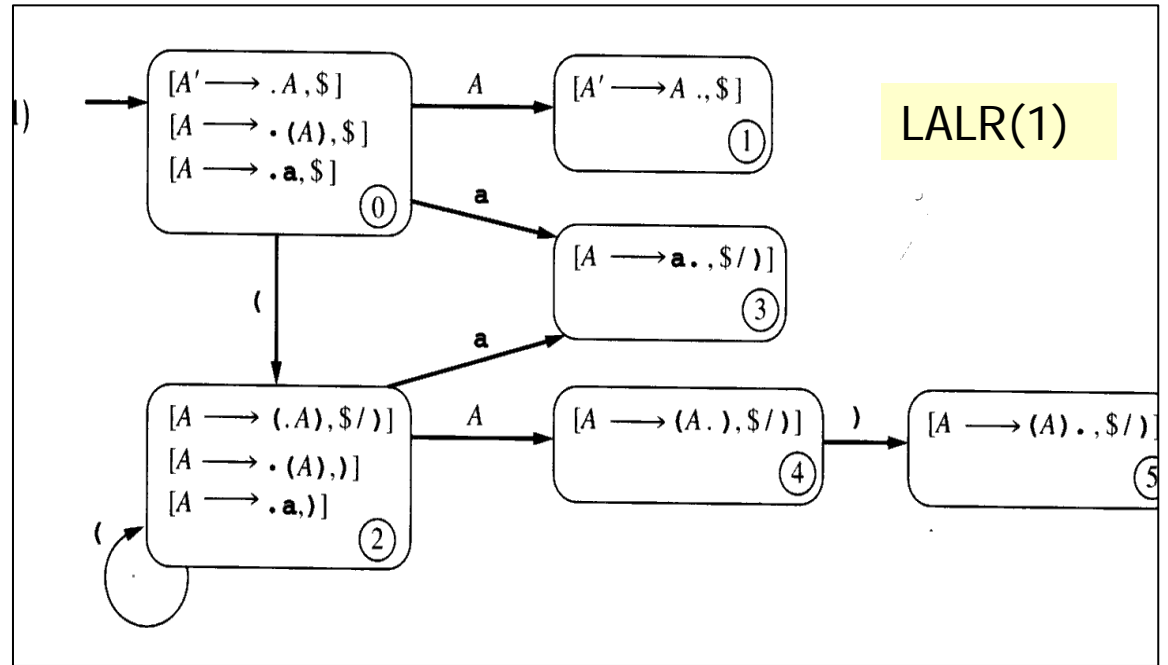 l)
[A′ ⟶ .A,$]
[A ⟶ .(A),$]
[A ⟶ .a,$]
0
A
[A′ ⟶ A .,$]
1
LALR(1)
a
[A ⟶ a.,$/)]
3
(
a
[A ⟶ (.A),$/)]
[A ⟶ .(A),)]
[A ⟶ .a,)]
2
(
A
[A ⟶ (A.),$/)]
4
)
[A ⟶ (A).,$/)]
5